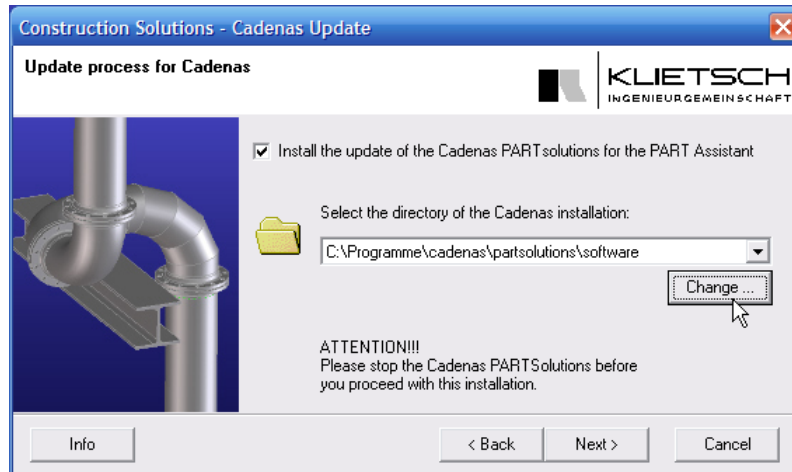 Construction Solutions - Cadenas Update
Update process for Cadenas
KLIETSCH
INGENIEURGEMEINSCHAFT
Install the update of the Cadenas PARTsolutions for the PART Assistant
Select the directory of the Cadenas installation:
C:\Programme\cadenas\partsolutions\software
Change ...
ATTENTION!!!
Please stop the Cadenas PARTSolutions before
you proceed with this installation.
Info
< Back
Next >
Cancel